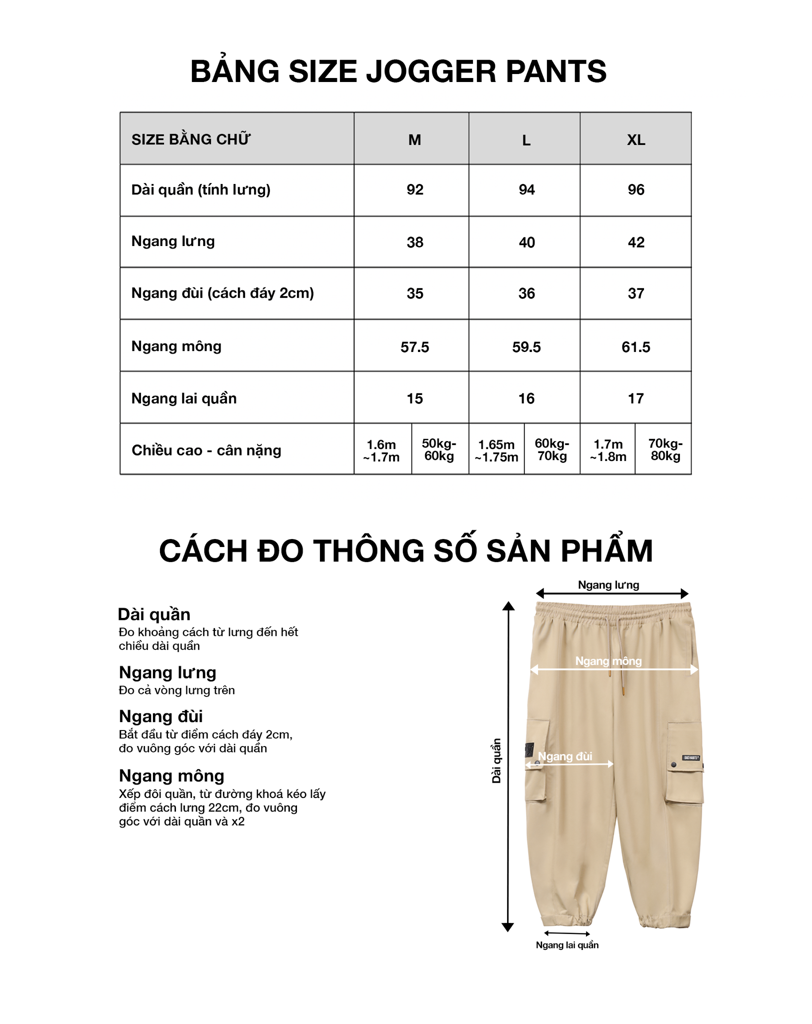 BẢNG SIZE JOGGER PANTS
SIZE BẰNG CHỮ M L XL
Dài quần (tính lưng) 92 94 96
Ngang lưng 38 40 42
Ngang đùi (cách đáy 2cm) 35 36 37
Ngang mông 57.5 59.5 61.5
Ngang lai quần 15 16 17
Chiều cao - cân nặng 1.6m ~1.7m 50kg-60kg 1.65m ~1.75m 60kg-70kg 1.7m ~1.8m 70kg-80kg
CÁCH ĐO THÔNG SỐ SẢN PHẨM
Dài quần
Đo khoảng cách từ lưng đến hết
chiều dài quần
Ngang lưng
Đo cả vòng lưng trên
Ngang đùi
Bắt đầu từ điểm cách đáy 2cm,
đo vuông góc với dài quần
Ngang mông
Xếp đôi quần, từ đường khoá kéo lấy
điểm cách lưng 22cm, đo vuông
góc với dài quần và x2
Ngang lưng
Ngang mông
Ngang đùi
Dài quần
Ngang lai quần